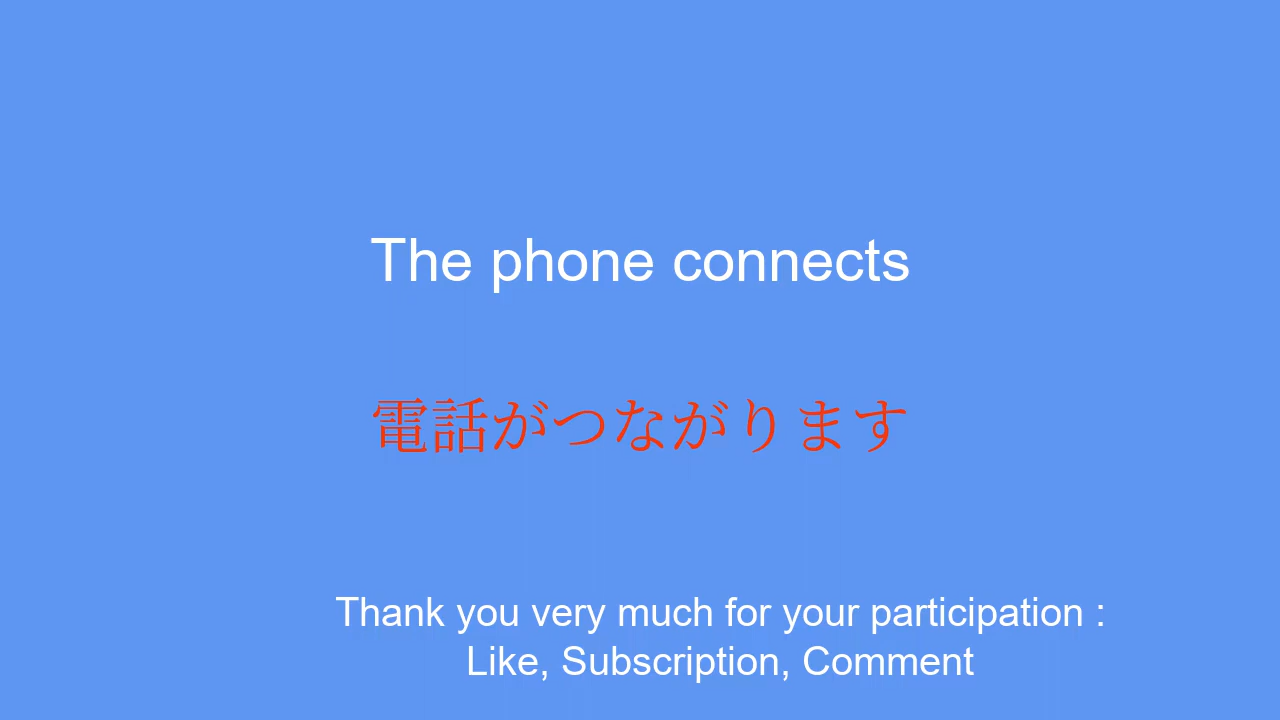 The phone connects
電話がつながります
Thank you very much for your participation :
Like, Subscription, Comment